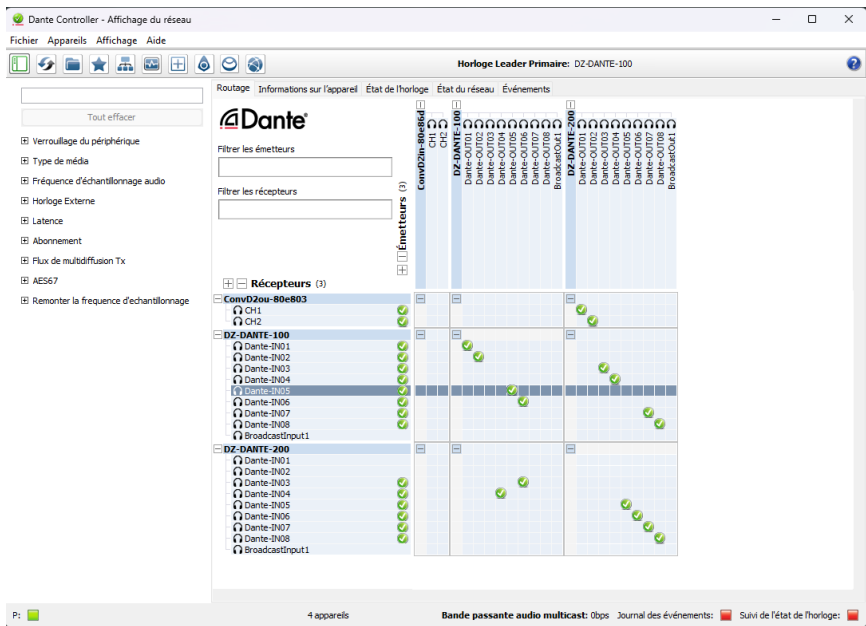 Dante Controller - Affichage du réseau
Fichier Appareils Affichage Aide
Horloge Leader Primaire: DZ-DANTE-100
Tout effacer
Verrouillage du périphérique
Type de média
Fréquence d'échantillonnage audio
Horloge Externe
Latence
Abonnement
Flux de multidiffusion Tx
AES67
Remonter la frequence d'echantillonnage
Routage Informations sur l'appareil État de l'horloge État du réseau Événements
Dante
Filtrer les émetteurs
Filtrer les récepteurs
Émetteurs (3)
ConvD2in-80e86d
CH1
CH2
DZ-DANTE-100
Dante-OUT01
Dante-OUT02
Dante-OUT03
Dante-OUT04
Dante-OUT05
Dante-OUT06
Dante-OUT07
Dante-OUT08
BroadcastOut1
DZ-DANTE-200
Dante-OUT01
Dante-OUT02
Dante-OUT03
Dante-OUT04
Dante-OUT05
Dante-OUT06
Dante-OUT07
Dante-OUT08
BroadcastOut1
Récepteurs (3)
ConvD2ou-80e803
CH1
CH2
DZ-DANTE-100
Dante-IN01
Dante-IN02
Dante-IN03
Dante-IN04
Dante-IN05
Dante-IN06
Dante-IN07
Dante-IN08
BroadcastInput1
DZ-DANTE-200
Dante-IN01
Dante-IN02
Dante-IN03
Dante-IN04
Dante-IN05
Dante-IN06
Dante-IN07
Dante-IN08
BroadcastInput1
P: 4 appareils Bande passante audio multicast: 0bps Journal des événements: Suivi de l'état de l'horloge: